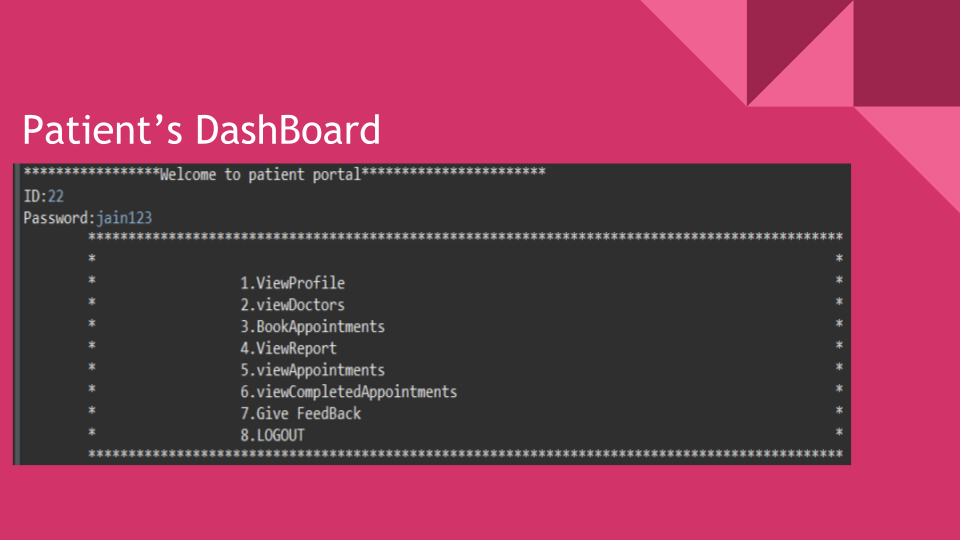 Patient’s DashBoard
*****************Welcome to patient portal***********************
ID:22
Password:jain123
**********************************************************************************************
* *
* 1.ViewProfile *
* 2.viewDoctors *
* 3.BookAppointments *
* 4.ViewReport *
* 5.viewAppointments *
* 6.viewCompletedAppointments *
* 7.Give FeedBack *
* 8.LOGOUT *
**********************************************************************************************